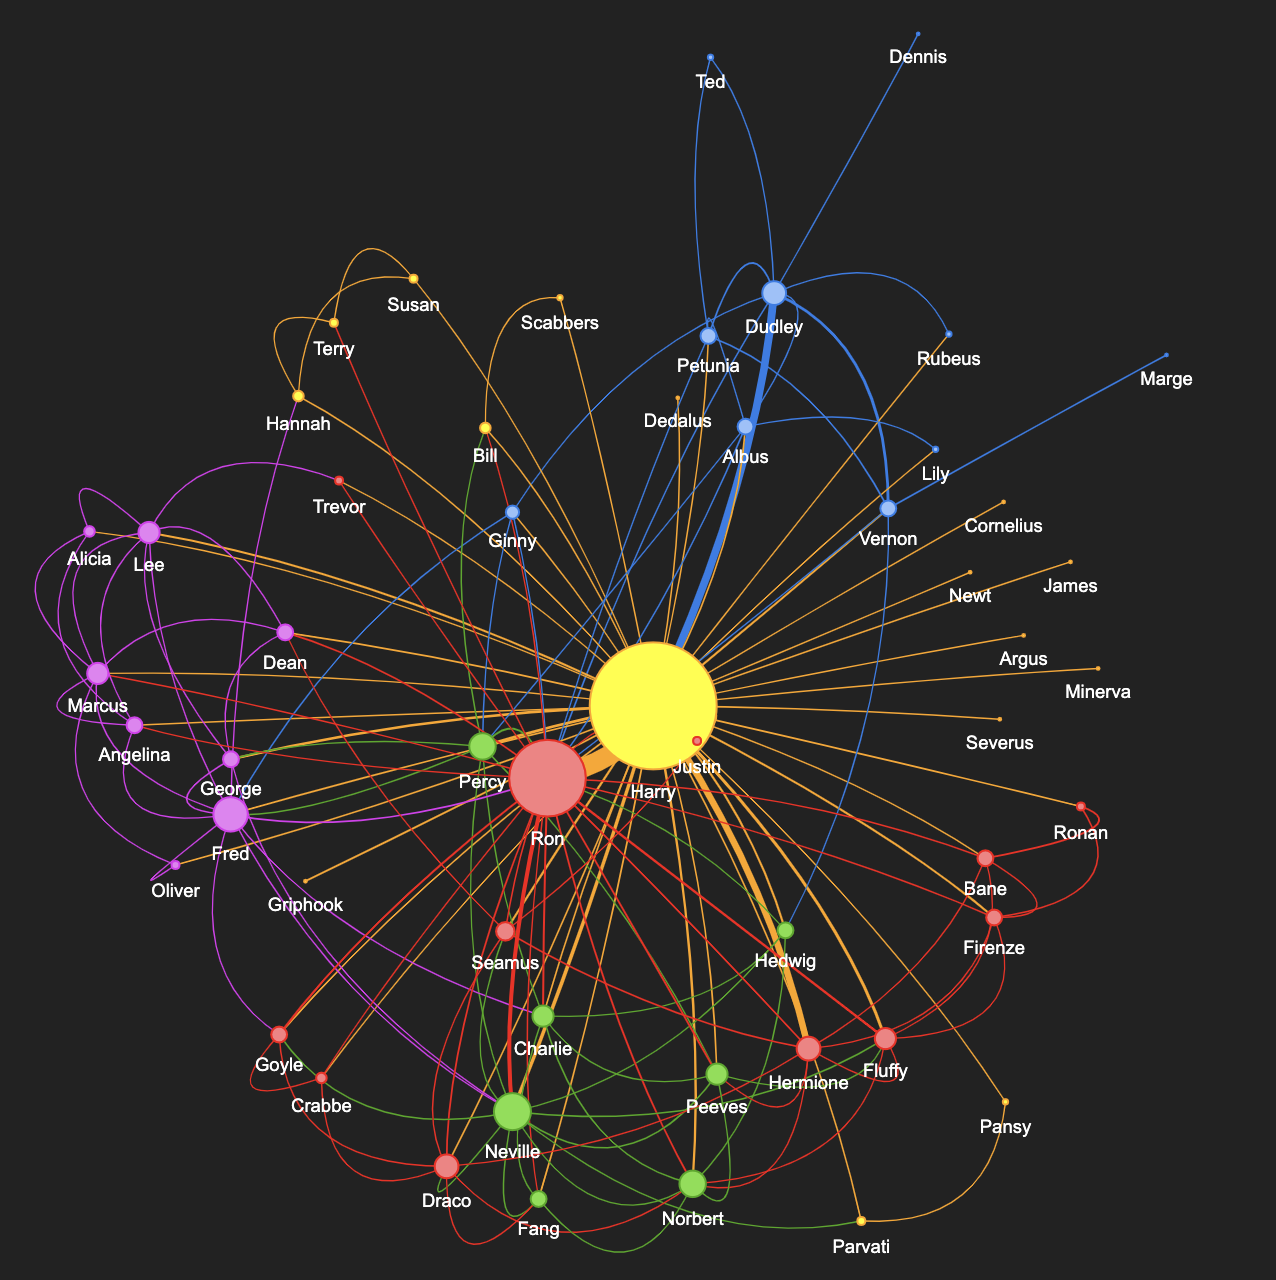 Dennis
Ted
Susan
Scabbers
Dudley
Terry
Rubeus
Petunia
Marge
Dedalus
Hannah
Bill
Albus
Lily
Trevor
Cornelius
Vernon
Ginny
Alicia
Lee
James
Newt
Dean
Argus
Minerva
Marcus
Severus
Angelina
Justin
Percy
George
Harry
Ronan
Ron
Fred
Bane
Oliver
Griphook
Firenze
Seamus
Hedwig
Charlie
Goyle
Fluffy
Hermione
Crabbe
Peeves
Pansy
Neville
Draco
Norbert
Fang
Parvati